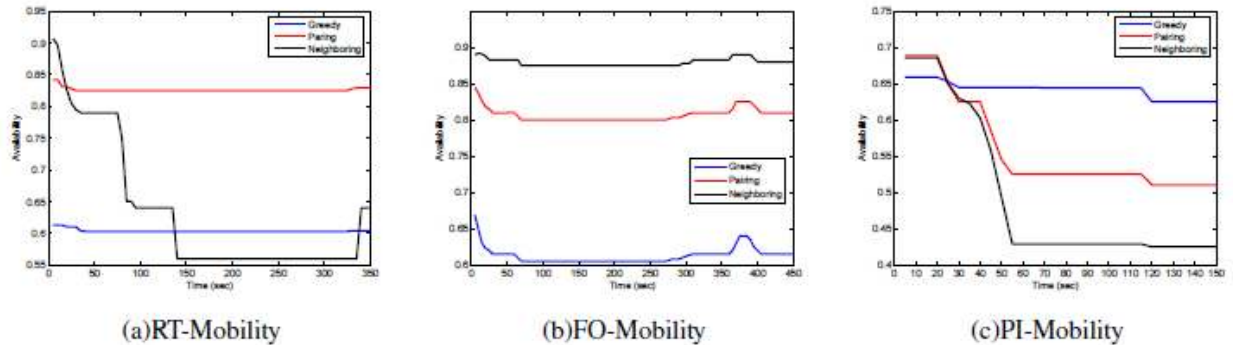 0.95
0.9
0.85
0.8
0.75
0.7
0.65
0.6
0.55
Availability
0 50 100 150 200 250 300 350
Time (sec)
Greedy
Paring
Neighboring
(a)RT-Mobility
0.9
0.85
0.8
0.75
0.7
0.65
0.6
Availability
0 50 100 150 200 250 300 350 400 450
Time (sec)
Greedy
Pairing
Neighboring
(b)FO-Mobility
0.75
0.7
0.65
0.6
0.55
0.5
0.45
0.4
Availability
0 10 20 30 40 50 60 70 80 90 100 110 120 130 140 150
Time (sec)
Greedy
Pairing
Neighboring
(c)PI-Mobility